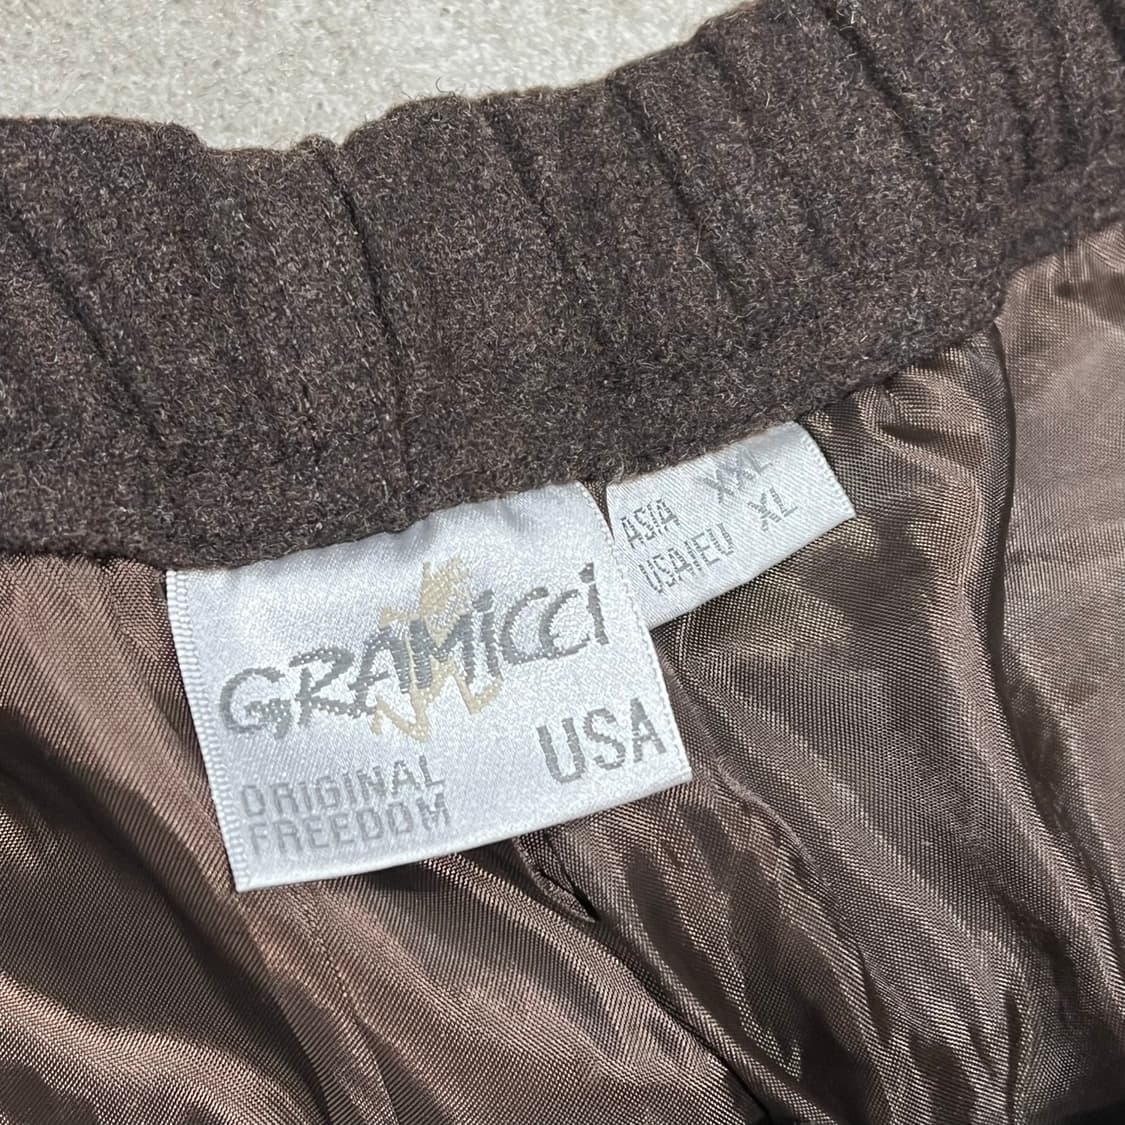 GRAMiCCi
USA
ORIGINAL
FREEDOM
ASIA XXL
USA/EU XL